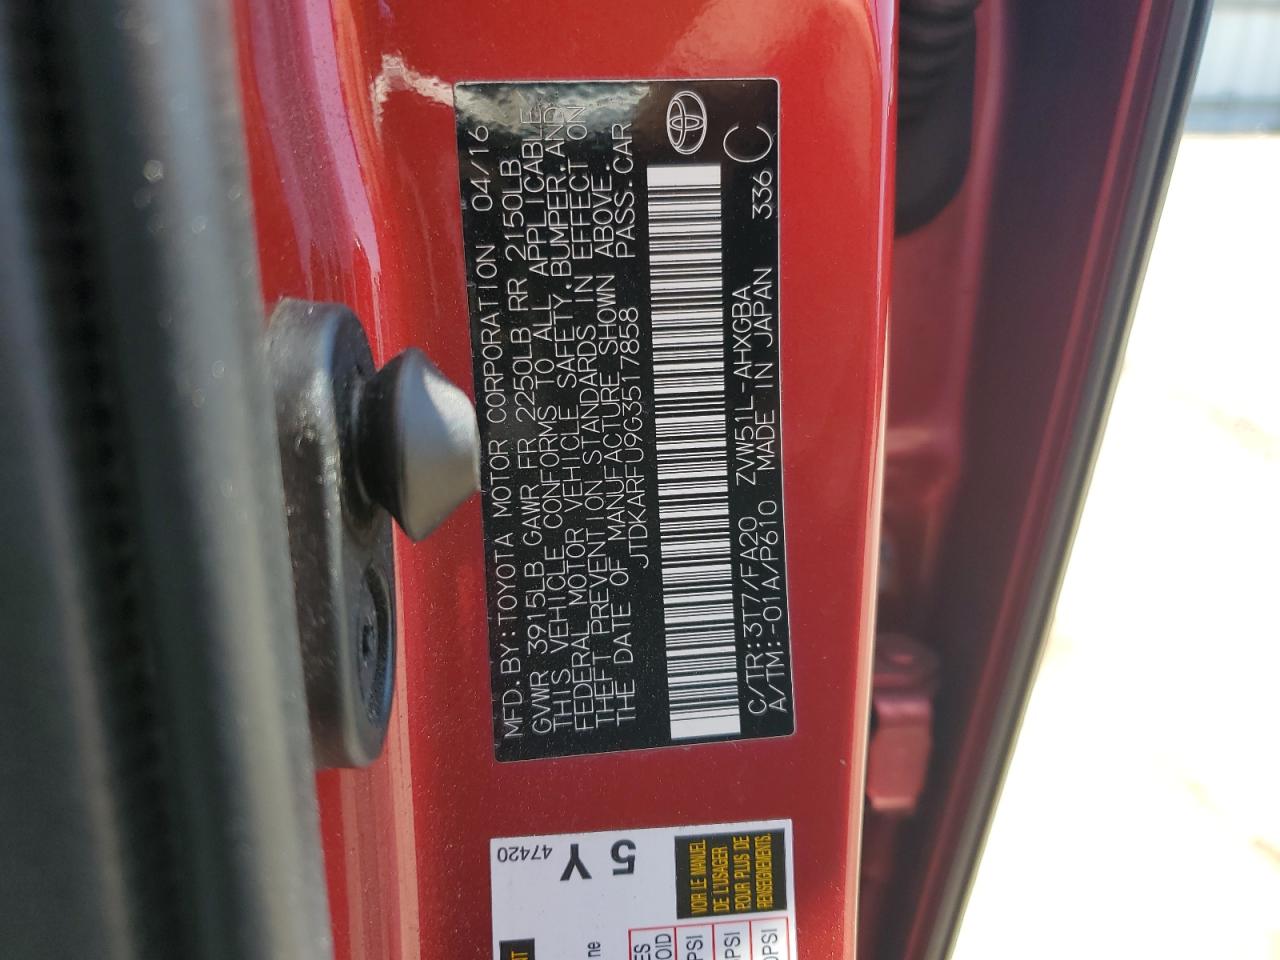 MFD.BY:TOYOTA MOTOR CORPORATION 04/16
GVWR 3915LB GAWR FR 2250LB RR 2150LB
THIS VEHICLE CONFORMS TO ALL APPLICABLE
FEDERAL MOTOR VEHICLE SAFETY,BUMPER,AND
THEFT PREVENTION STANDARDS IN EFFECT ON
THE DATE OF MANUFACTURE SHOWN ABOVE.
JTDKARFU9G3517858 PASS.CAR
C/TR:3T7/FA20 ZVW51L-AHXGBA 336 C
A/TM:-01A/P610 MADE IN JAPAN
47420
5Y
VOIR LE MANUEL
DE L'USAGER
POUR PLUS DE
RENSEIGNEMENTS.
PSI
PSI
PSI